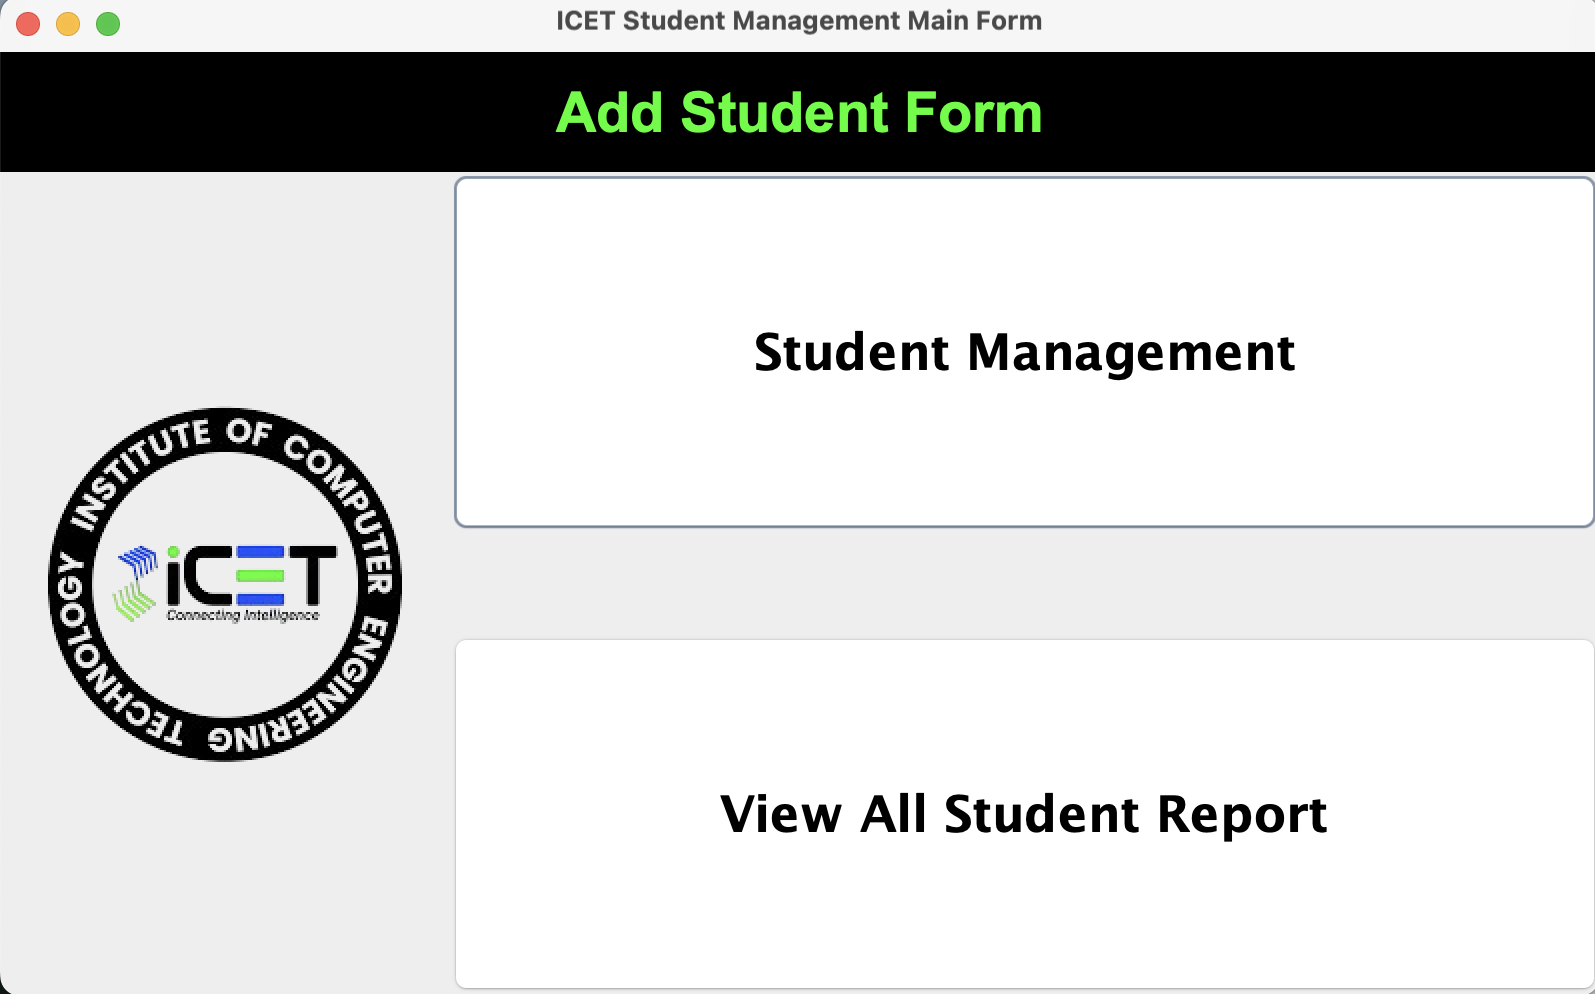 ICET Student Management Main Form
Add Student Form
Student Management
INSTITUTE OF COMPUTER ENGINEERING TECHNOLOGY
iCET
Connecting Intelligence
View All Student Report